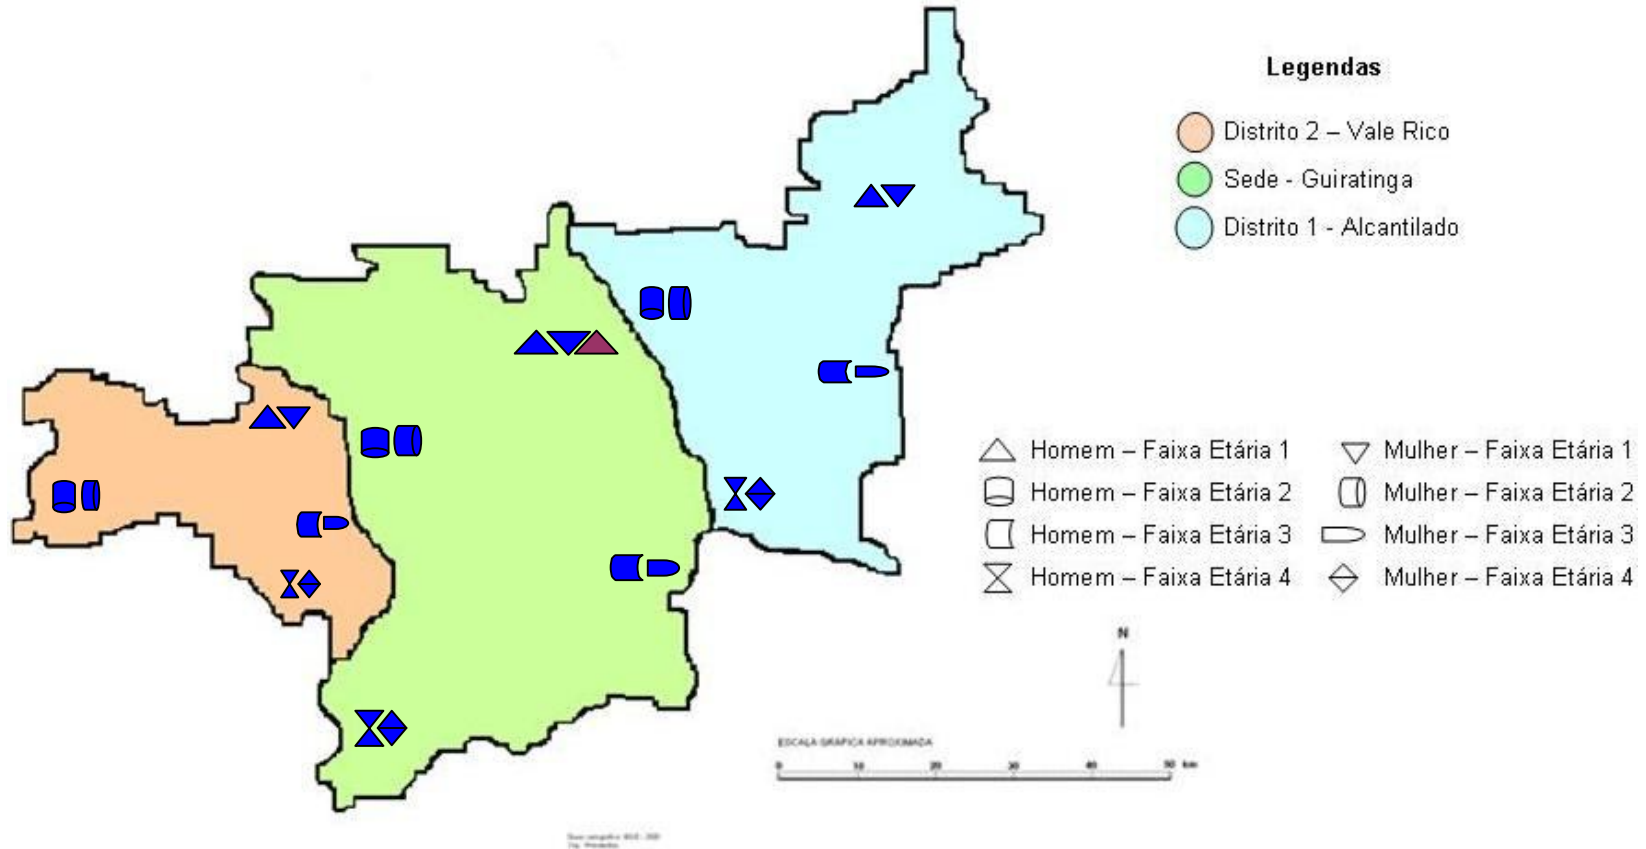 Legendas
Distrito 2 – Vale Rico
Sede - Guiratinga
Distrito 1 - Alcantilado
Homem – Faixa Etária 1
Mulher – Faixa Etária 1
Homem – Faixa Etária 2
Mulher – Faixa Etária 2
Homem – Faixa Etária 3
Mulher – Faixa Etária 3
Homem – Faixa Etária 4
Mulher – Faixa Etária 4
N
ESCALA GRÁFICA APROXIMADA
0 10 20 30 40 50 km